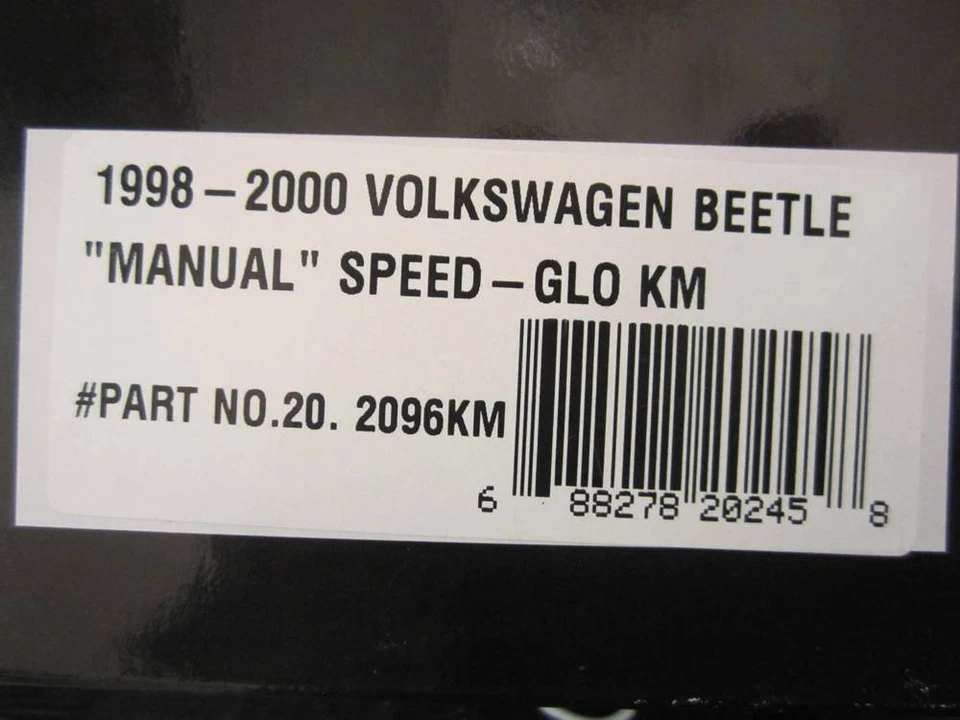 1998–2000 VOLKSWAGEN BEETLE
"MANUAL" SPEED–GLO KM
#PART NO.20. 2096KM
6 88278 20245 8